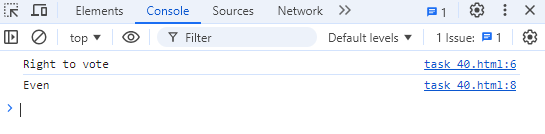 Elements Console Sources Network » 1
top ▼ Filter Default levels ▼ 1 Issue: 1
Right to vote task 40.html:6
Even task 40.html:8
>